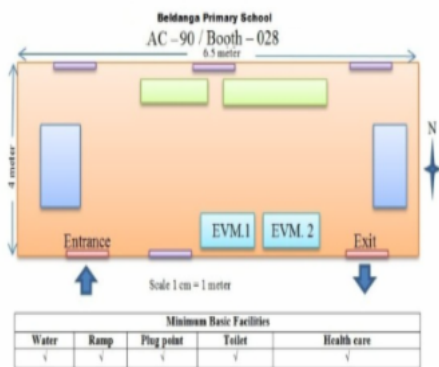 Beldanga Primary School
AC – 90 / Booth – 028
6.5 meter
4 meter
N
EVM.1 EVM. 2
Entrance Exit
Scale 1 cm = 1 meter
Minimum Basic Facilities
Water Ramp Plug point Toilet Health care
√ √ √ √ √